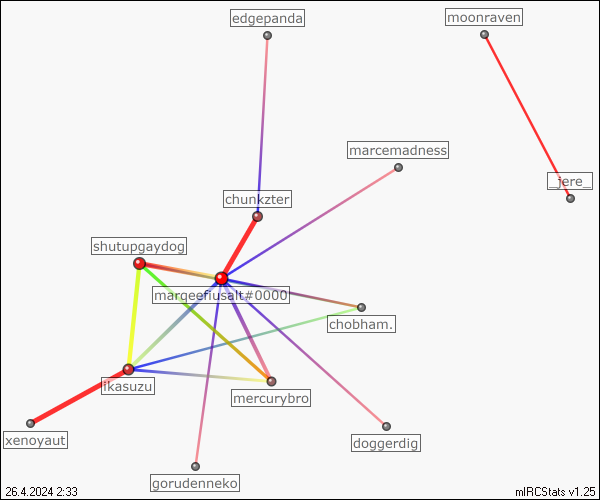 edgepanda
moonraven
marcemadness
_jere_
chunkzter
shutupgaydog
marqeefiusalt#0000
chobham.
ikasuzu
mercurybro
xenoyaut
doggerdig
gorudenneko
26.4.2024 2:33
mIRCStats v1.25